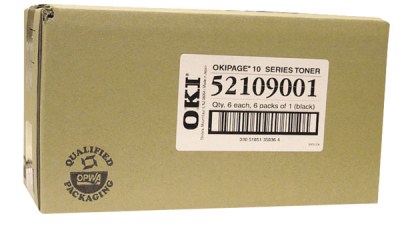 OKI
OKIPAGE® 10 SERIES TONER
52109001
Qty, 6 each, 6 packs of 1 (black)
QUALIFIED
OPWA
PACKAGING